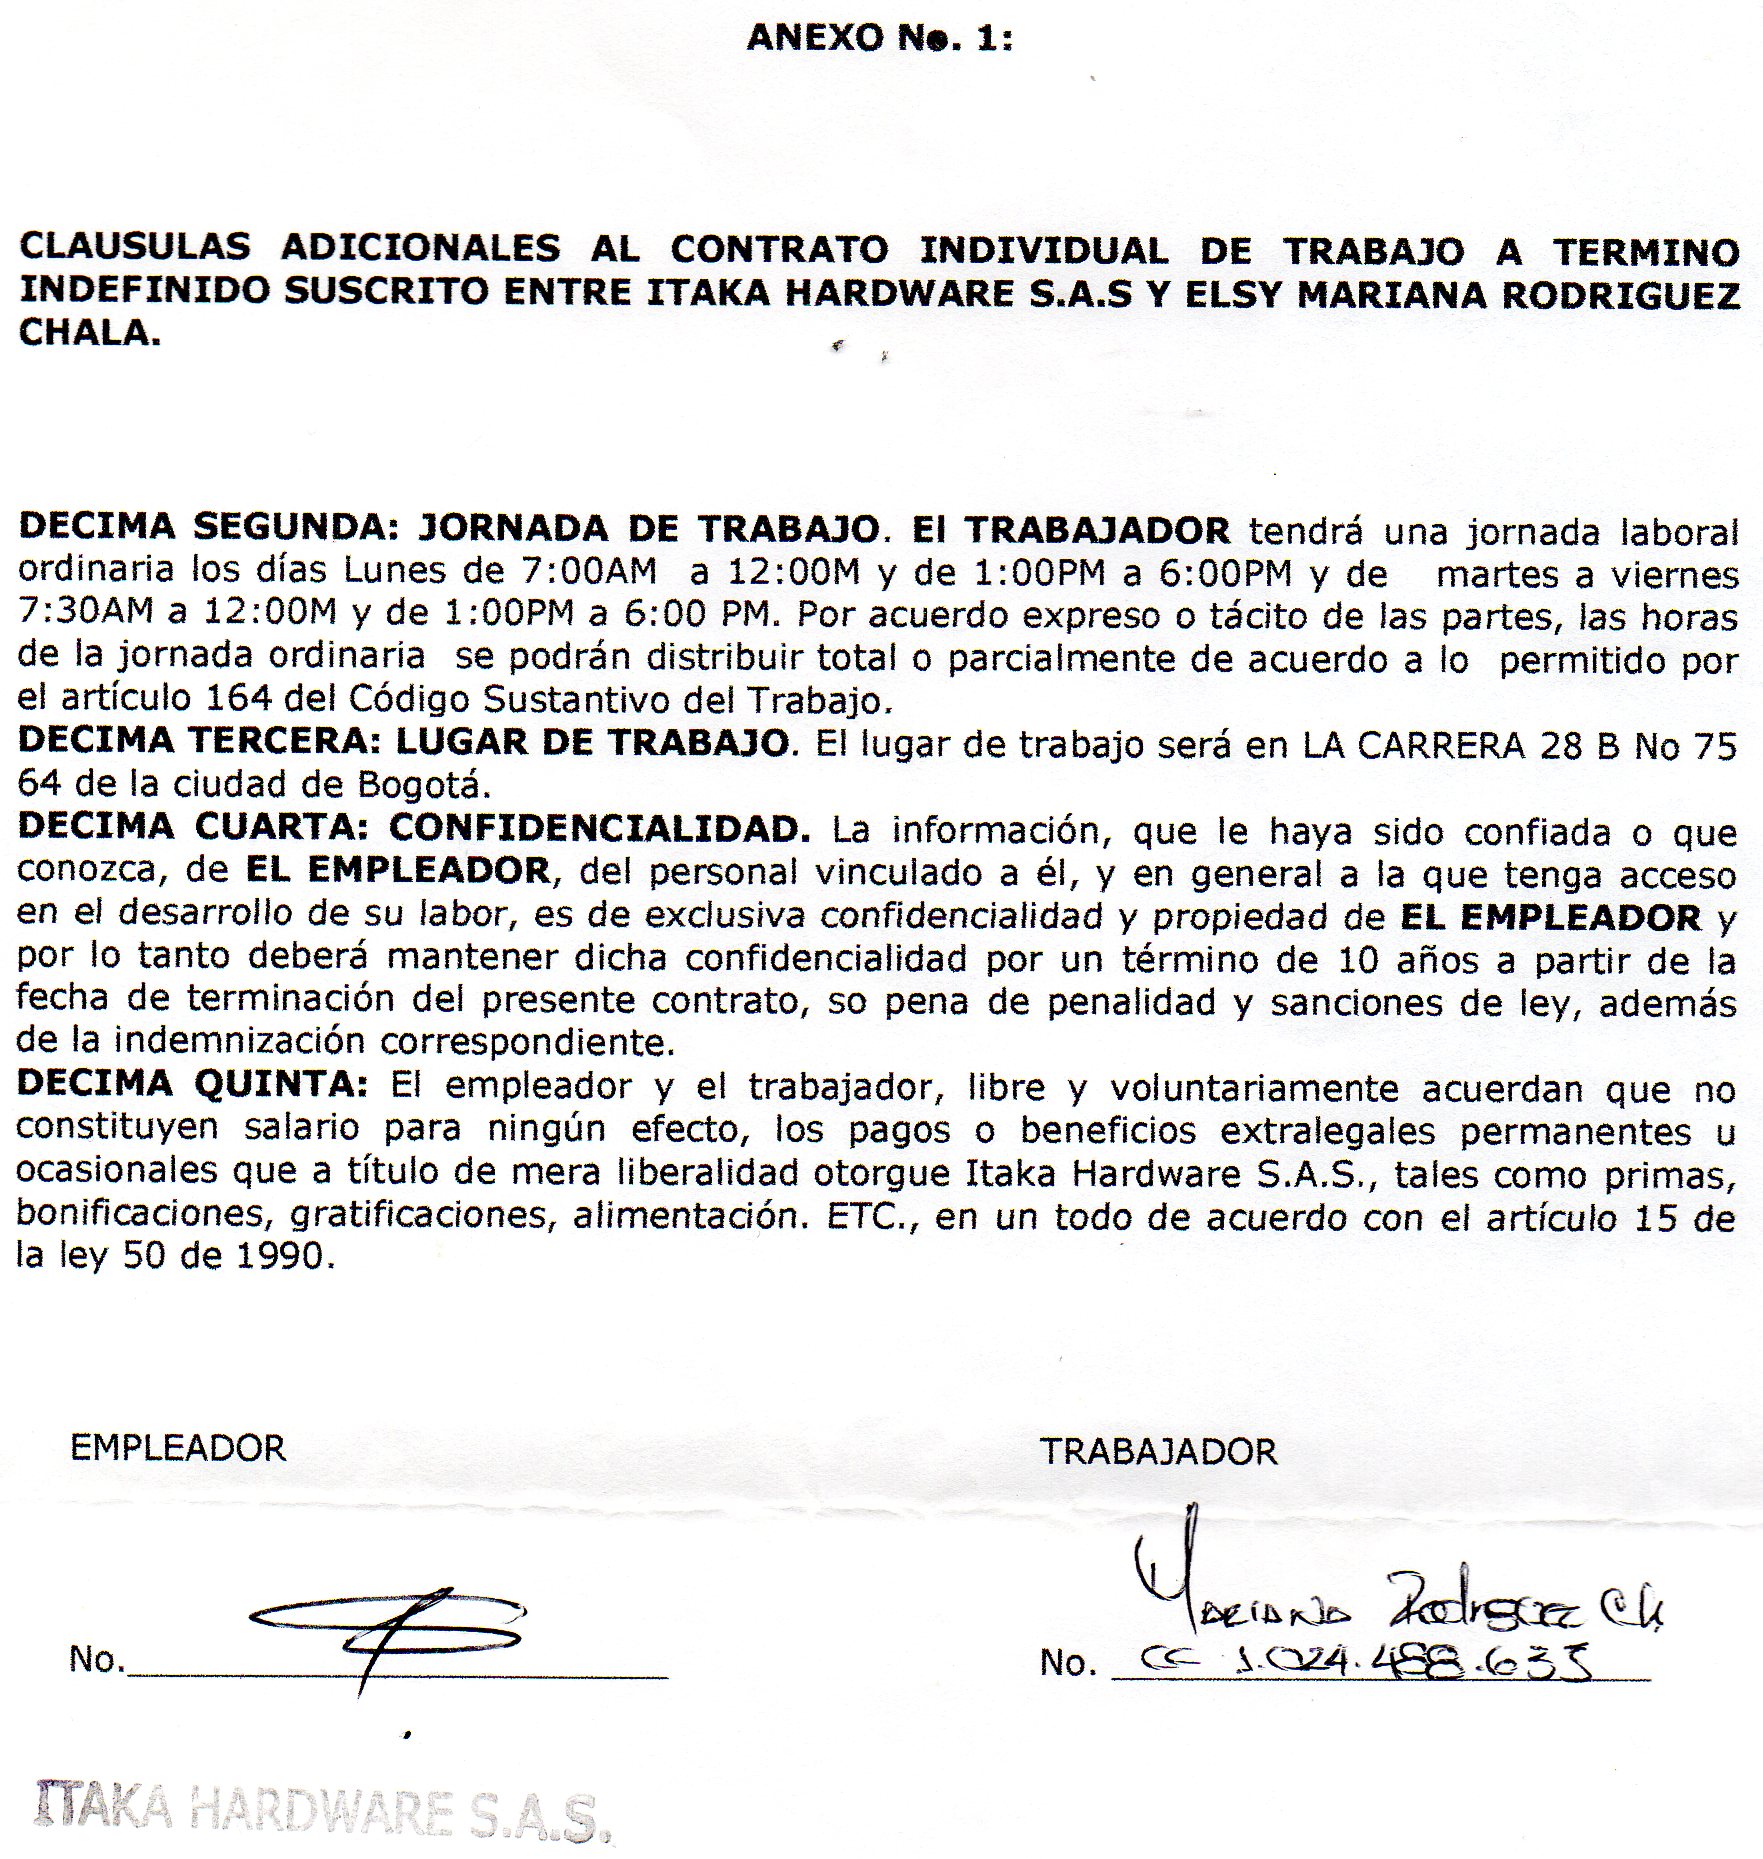 ANEXO No. 1:
CLAUSULAS ADICIONALES AL CONTRATO INDIVIDUAL DE TRABAJO A TERMINO
INDEFINIDO SUSCRITO ENTRE ITAKA HARDWARE S.A.S Y ELSY MARIANA RODRIGUEZ
CHALA.
DECIMA SEGUNDA: JORNADA DE TRABAJO. El TRABAJADOR tendrá una jornada laboral
ordinaria los días Lunes de 7:00AM a 12:00M y de 1:00PM a 6:00PM y de martes a viernes
7:30AM a 12:00M y de 1:00PM a 6:00 PM. Por acuerdo expreso o tácito de las partes, las horas
de la jornada ordinaria se podrán distribuir total o parcialmente de acuerdo a lo permitido por
el artículo 164 del Código Sustantivo del Trabajo.
DECIMA TERCERA: LUGAR DE TRABAJO. El lugar de trabajo será en LA CARRERA 28 B No 75
64 de la ciudad de Bogotá.
DECIMA CUARTA: CONFIDENCIALIDAD. La información, que le haya sido confiada o que
conozca, de EL EMPLEADOR, del personal vinculado a él, y en general a la que tenga acceso
en el desarrollo de su labor, es de exclusiva confidencialidad y propiedad de EL EMPLEADOR y
por lo tanto deberá mantener dicha confidencialidad por un término de 10 años a partir de la
fecha de terminación del presente contrato, so pena de penalidad y sanciones de ley, además
de la indemnización correspondiente.
DECIMA QUINTA: El empleador y el trabajador, libre y voluntariamente acuerdan que no
constituyen salario para ningún efecto, los pagos o beneficios extralegales permanentes u
ocasionales que a título de mera liberalidad otorgue Itaka Hardware S.A.S., tales como primas,
bonificaciones, gratificaciones, alimentación. ETC., en un todo de acuerdo con el artículo 15 de
la ley 50 de 1990.
EMPLEADOR TRABAJADOR
Mariana Rodriguez Ch.
No. No. CC 1.024.488.633
ITAKA HARDWARE S.A.S.